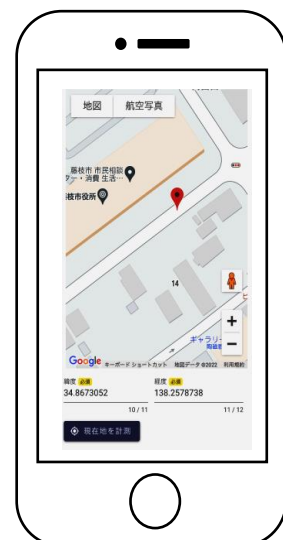 地図 航空写真
藤枝市 市民相談
ター・消費 生活…
枝市役所
14
ギャラリー
Google キーボード ショートカット 地図データ ©2022 利用規約
緯度 必須 経度 必須
34.8673052 138.2578738
10 / 11 11 / 12
現在地を計測